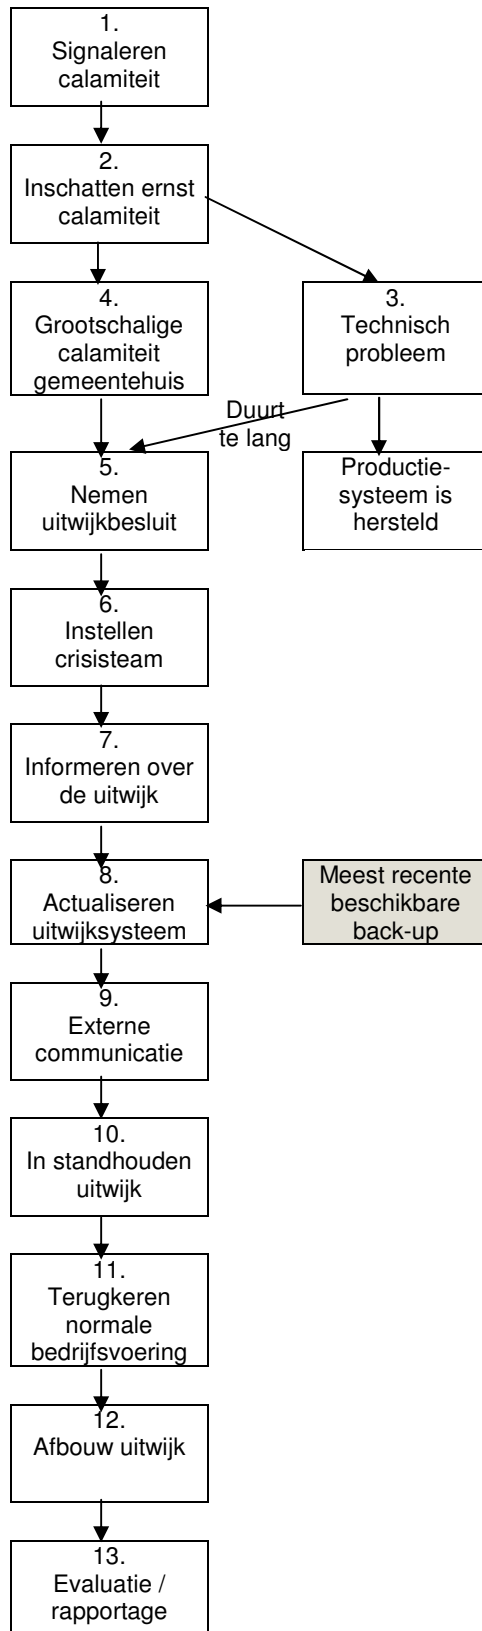 1.
Signaleren
calamiteit
2.
Inschatten ernst
calamiteit
4.
Grootschalige
calamiteit
gemeentehuis
3.
Technisch
probleem
Duurt
te lang
5.
Nemen
uitwijkbesluit
Productie-
systeem is
hersteld
6.
Instellen
crisisteam
7.
Informeren over
de uitwijk
8.
Actualiseren
uitwijksysteem
Meest recente
beschikbare
back-up
9.
Externe
communicatie
10.
In standhouden
uitwijk
11.
Terugkeren
normale
bedrijfsvoering
12.
Afbouw uitwijk
13.
Evaluatie /
rapportage